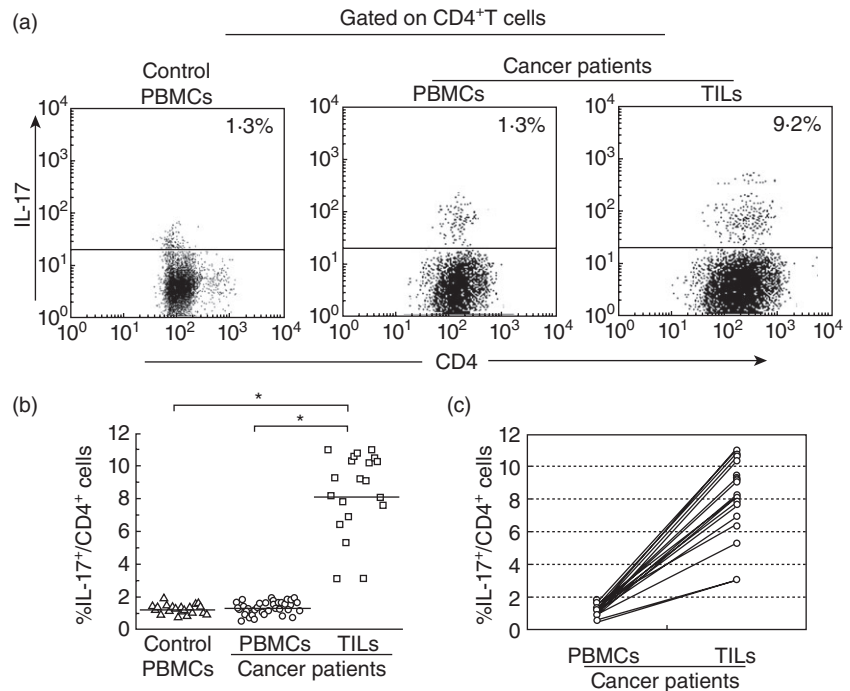 (a)
Gated on CD4⁺T cells
Control
PBMCs
Cancer patients
PBMCs
TILs
10⁴
10³
10²
10¹
10⁰
IL-17
1·3%
10⁰ 10¹ 10² 10³ 10⁴
10⁴
10³
10²
10¹
10⁰
1·3%
10⁰ 10¹ 10² 10³ 10⁴
10⁴
10³
10²
10¹
10⁰
9·2%
10⁰ 10¹ 10² 10³ 10⁴
CD4
(b)
*
*
%IL-17⁺/CD4⁺ cells
12
10
8
6
4
2
0
Control
PBMCs
PBMCs
TILs
Cancer patients
(c)
%IL-17⁺/CD4⁺ cells
12
10
8
6
4
2
0
PBMCs
TILs
Cancer patients